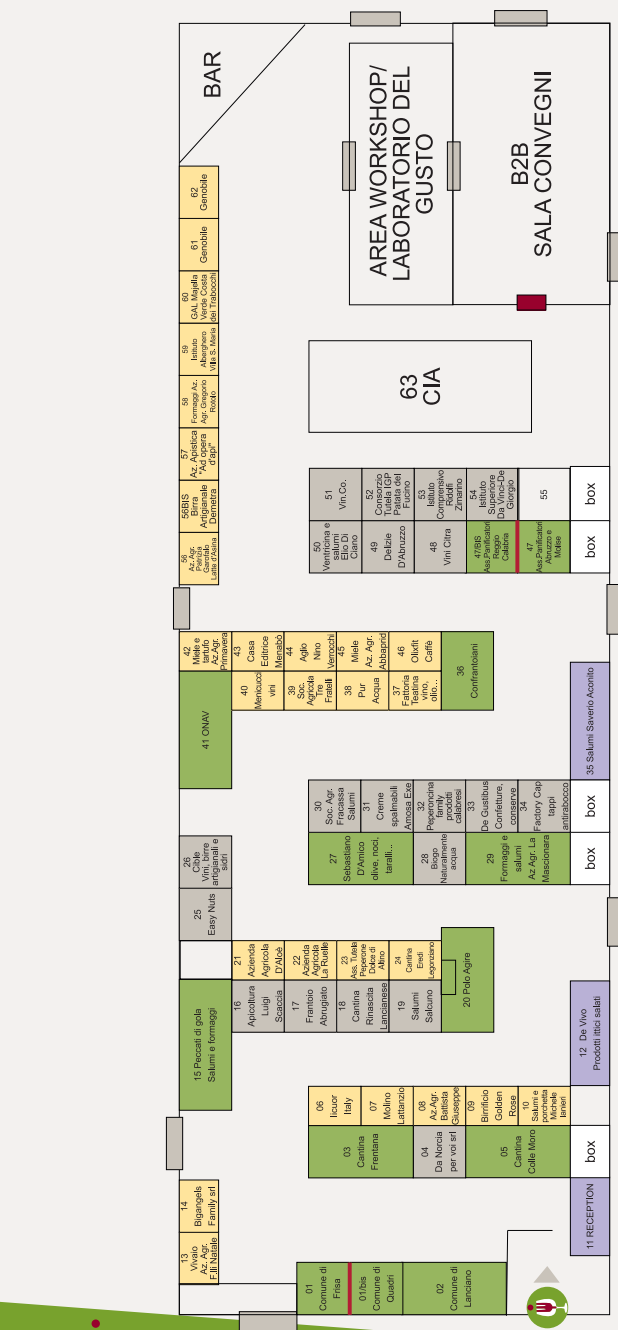 BAR
AREA WORKSHOP/
LABORATORIO DEL
GUSTO
B2B
SALA CONVEGNI
62
Genobile
61
Genobile
60
GAL Majella
Verde Costa
dei Trabocchi
59
Istituto
Alberghero
Villa S. Maria
58
Formaggi Az.
Agr. Gregorio
Rotolo
57
Az. Apistica
"Ad opera
d'api"
56BIS
Birra
Artigianale
Demetra
56
Az. Agr.
Patrizia
Garofalo
Latte d'Asina
63
CIA
51
Vin.Co.
52
Consorzio
Tutela IGP
Patata del
Fucino
53
Istituto
Comprensivo
Ridolfi
Zimarino
54
Istituto
Superiore
Da Vinci-De
Giorgio
55
box
50
Ventricina e
salumi
Elio Di
Ciano
49
Delizie
D'Abruzzo
48
Vini Citra
47/BIS
Ass.Panificatori
Reggio
Calabria
47
Ass.Panificatori
Abruzzo e
Molise
box
42
Miele e
tartufo
Az.Agr.
Primavera
43
Casa
Editrice
Menabò
44
Aglio
Nino
Verrocchi
45
Miele
Az. Agr.
Abbaprid
46
Olixfit
Caffè
36
Confrantoiani
41 ONAV
40
Menicucci
vini
39
Soc.
Agricola
Tre
Fratelli
38
Pur
Acqua
37
Fattoria
Teatina
vino,
olio...
35 Salumi Saverio Aconito
30
Soc. Agr.
Fracassa
Salumi
31
Creme
spalmabili
Amosa Exe
32
Peperoncina
family
prodotti
calabresi
33
De Gustibus
Confetture,
conserve
34
Factory Cap
tappi
antirabocco
box
27
Sebastiano
D'Amico
olive, noci,
taralli...
28
Biogo
Naturalmente
acqua
29
Formaggi e
salumi
Az Agr. La
Mascionara
box
26
Cible
Vini, birre
artigianali e
sidri
25
Easy Nuts
21
Azienda
Agricola
D'Aloè
22
Azienda
Agricola
La Ruelle
23
Ass. Tutela
Peperone
Dolce di
Altino
24
Cantina
Eredi
Legonziano
20 Polo Agire
15 Peccati di gola
Salumi e formaggi
16
Apicoltura
Luigi
Scaccia
17
Frantoio
Abrugiato
18
Cantina
Rinascita
Lancianese
19
Salumi
Salcuno
12 De Vivo
Prodotti ittici salati
06
licuor
Italy
07
Molino
Lattanzio
08
Az.Agr.
Battista
Giuseppe
09
Birrificio
Golden
Rose
10
Salumi e
porchetta
Michele
Ianieri
03
Cantina
Frentana
04
Da Norcia
per voi srl
05
Cantina
Colle Moro
box
14
Bigangels
Family srl
13
Vivaio
Az. Agr.
F.lli Natale
11 RECEPTION
01
Comune di
Frisa
01/bis
Comune di
Quadri
02
Comune di
Lanciano